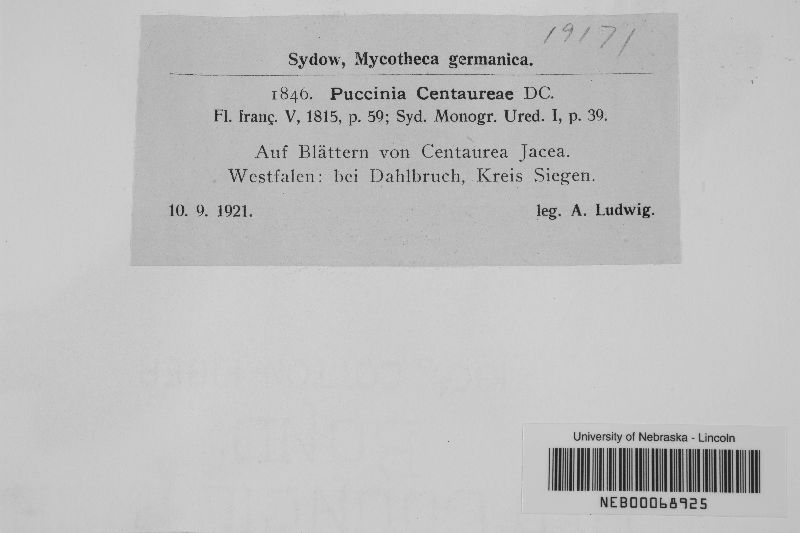 19171
Sydow, Mycotheca germanica.
1846. Puccinia Centaureae DC.
Fl. franç. V, 1815, p. 59; Syd. Monogr. Ured. I, p. 39.
Auf Blättern von Centaurea Jacea.
Westfalen: bei Dahlbruch, Kreis Siegen.
10. 9. 1921. leg. A. Ludwig.
University of Nebraska - Lincoln
NEB00068925